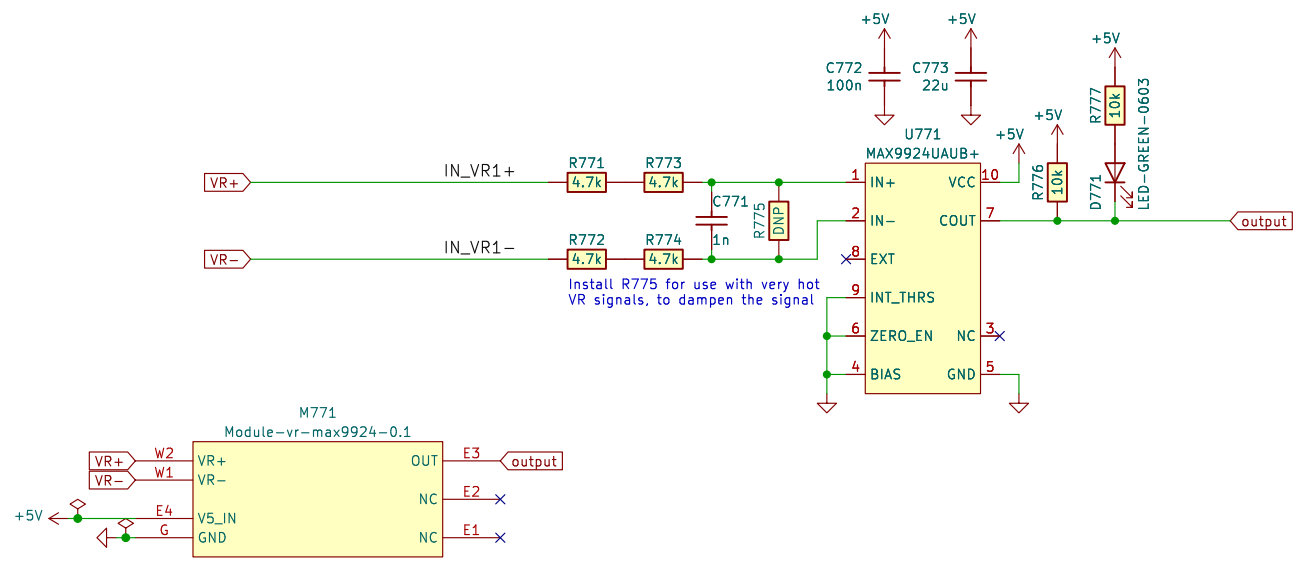 +5V
+5V
C772
100n
C773
22u
+5V
R777
10k
LED-GREEN-0603
D771
+5V
R776
10k
+5V
U771
MAX9924UAUB+
VR+
IN_VR1+
R771
4.7k
R773
4.7k
C771
1n
R775
DNP
VR-
IN_VR1-
R772
4.7k
R774
4.7k
Install R775 for use with very hot
VR signals, to dampen the signal
1 IN+
2 IN-
8 EXT
9 INT_THRS
6 ZERO_EN
4 BIAS
VCC 10
COUT 7
NC 3
GND 5
output
M771
Module-vr-max9924-0.1
VR+ W2 VR+
VR- W1 VR-
+5V E4 V5_IN
G GND
OUT E3 output
NC E2
NC E1